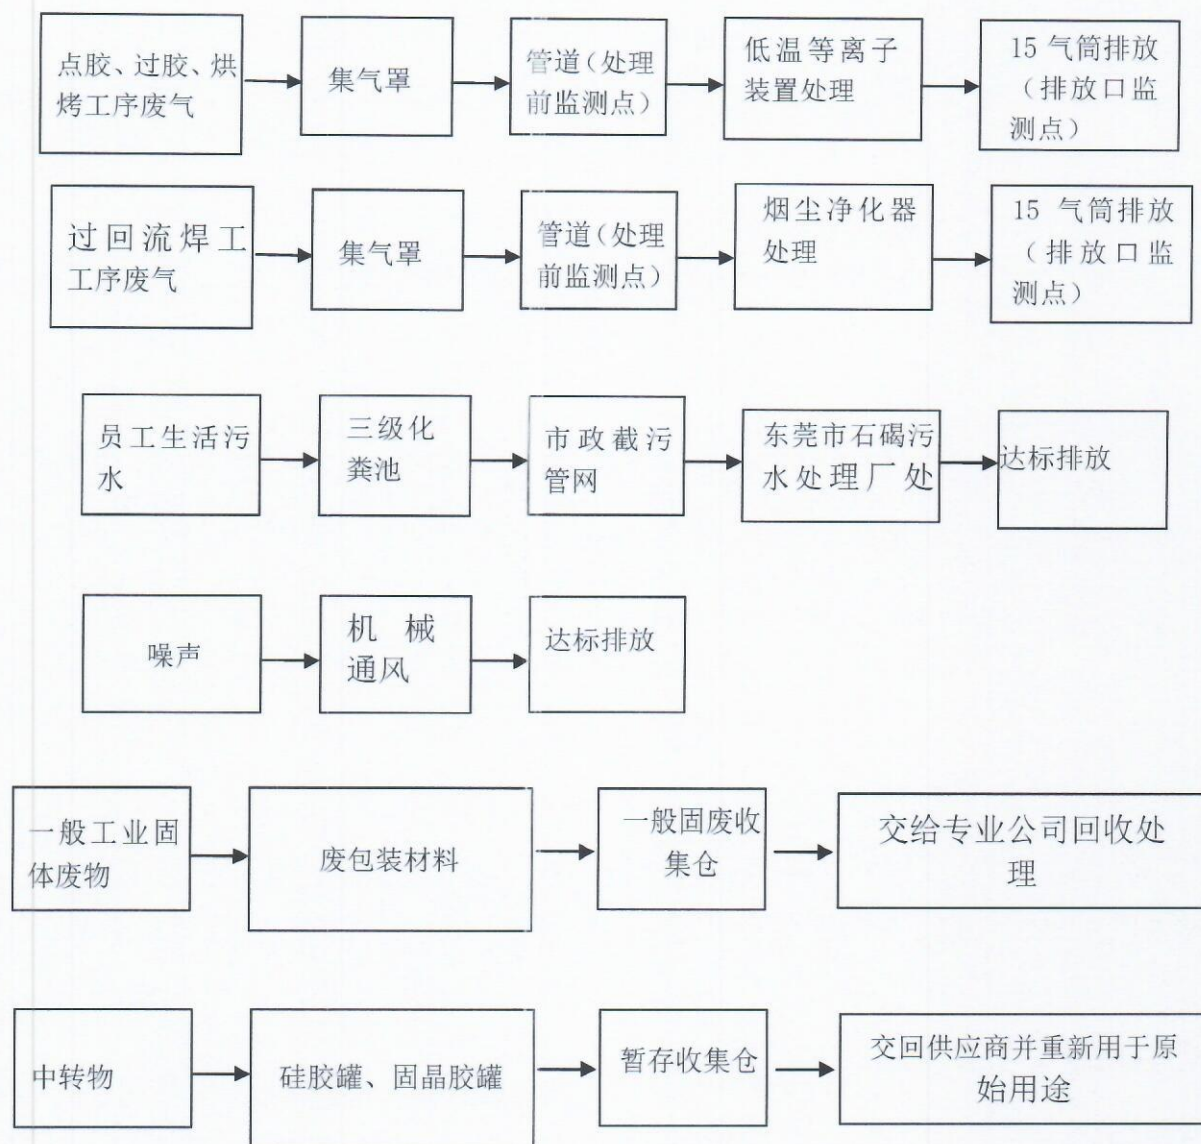 点胶、过胶、烘
烤工序废气
集气罩
管道（处理
前监测点）
低温等离子
装置处理
15 气筒排放
（排放口监
测点）
过回流焊工
工序废气
集气罩
管道（处理
前监测点）
烟尘净化器
处理
15 气筒排放
（排放口监
测点）
员工生活污
水
三级化
粪池
市政截污
管网
东莞市石碣污
水处理厂处
达标排放
噪声
机 械
通风
达标排放
一般工业固
体废物
废包装材料
一般固废收
集仓
交给专业公司回收处
理
中转物
硅胶罐、固晶胶罐
暂存收集仓
交回供应商并重新用于原
始用途